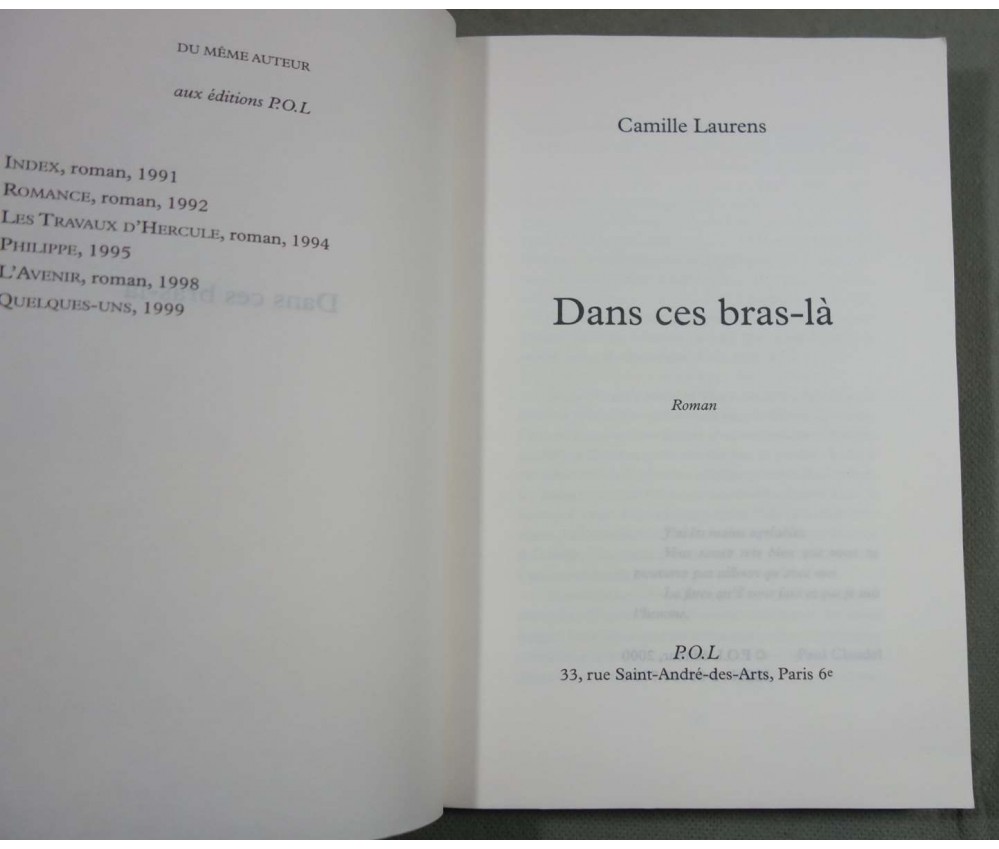 DU MÊME AUTEUR
aux éditions P.O.L
INDEX, roman, 1991
ROMANCE, roman, 1992
LES TRAVAUX D'HERCULE, roman, 1994
PHILIPPE, 1995
L'AVENIR, roman, 1998
QUELQUES-UNS, 1999
Camille Laurens
Dans ces bras-là
Roman
P.O.L
33, rue Saint-André-des-Arts, Paris 6e